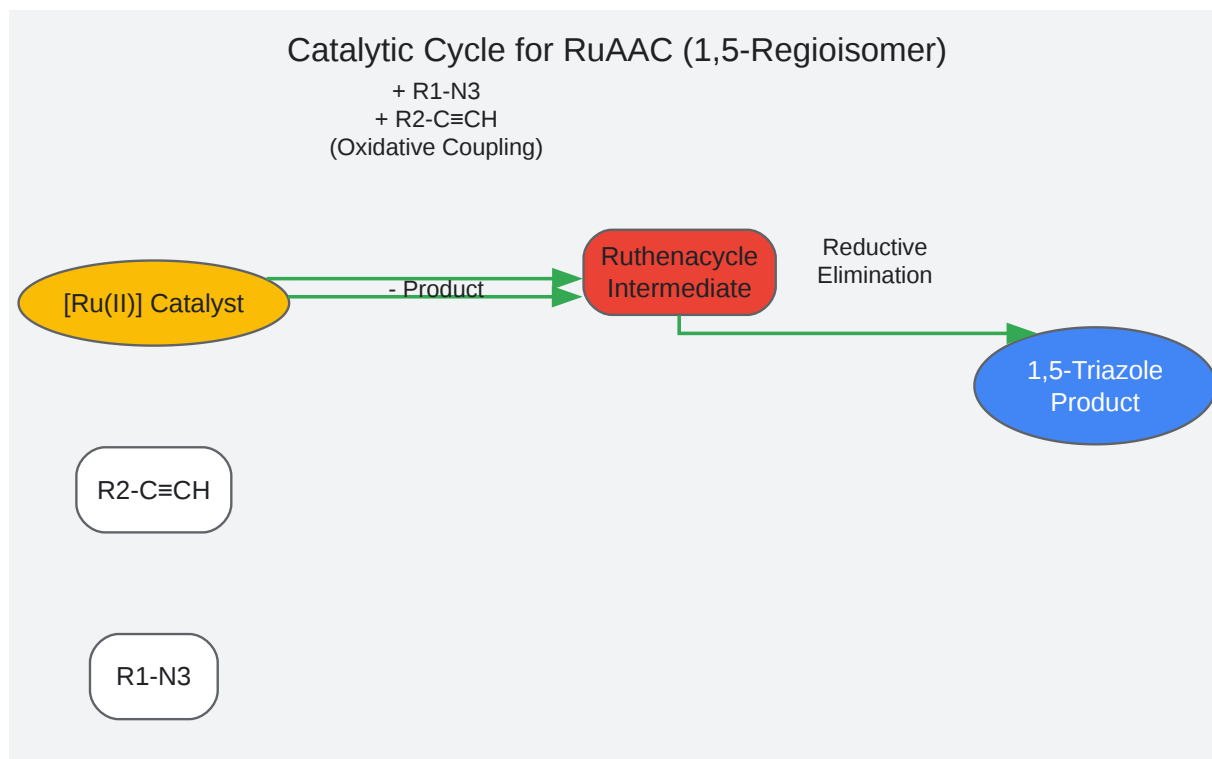 Catalytic Cycle for RuAAC (1,5-Regioisomer)
+ R1-N3
+ R2-C≡CH
(Oxidative Coupling)
Ruthenacycle
Intermediate
Reductive
Elimination
[Ru(II)] Catalyst
- Product
1,5-Triazole
Product
R2-C≡CH
R1-N3